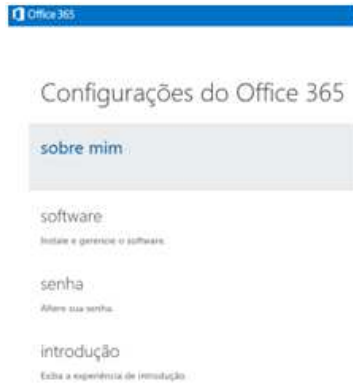 Office 365
Configurações do Office 365
sobre mim
software
Instale e gerencie o software.
senha
Altere sua senha.
introdução
Exiba a experiência de introdução.